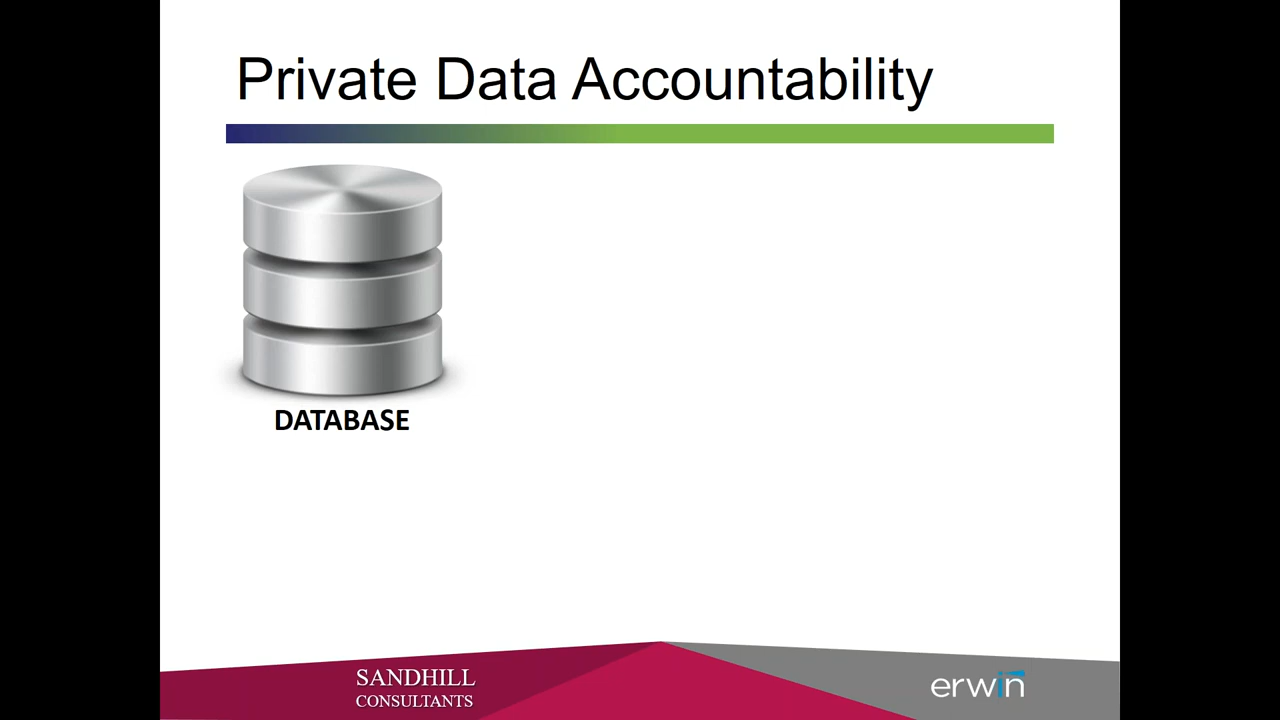 Private Data Accountability
DATABASE
SANDHILL
CONSULTANTS
erwin